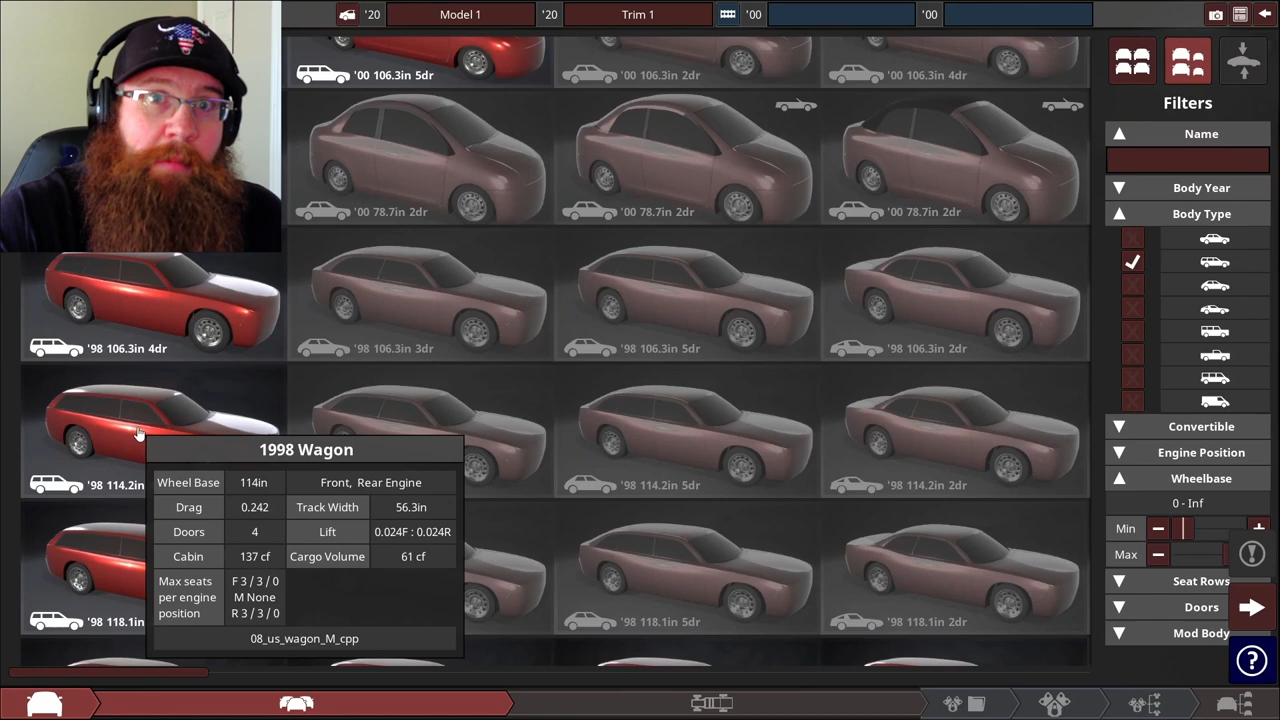 '20 Model 1 '20 Trim 1 '00 '00
'00 106.3in 5dr '00 106.3in 2dr '00 106.3in 4dr
'00 78.7in 2dr '00 78.7in 2dr '00 78.7in 2dr
'98 106.3in 4dr '98 106.3in 3dr '98 106.3in 5dr '98 106.3in 2dr
'98 114.2in 5dr '98 114.2in 2dr
'98 114.
'98 118.1in 5dr '98 118.1in 2dr
'98 118.1
1998 Wagon
Wheel Base 114in Front, Rear Engine
Drag 0.242 Track Width 56.3in
Doors 4 Lift 0.024F : 0.024R
Cabin 137 cf Cargo Volume 61 cf
Max seats per engine position
F 3 / 3 / 0
M None
R 3 / 3 / 0
08_us_wagon_M_cpp
Filters
Name
Body Year
Body Type
Convertible
Engine Position
Wheelbase
0 - Inf
Min
Max
Seat Rows
Doors
Mod Body
?